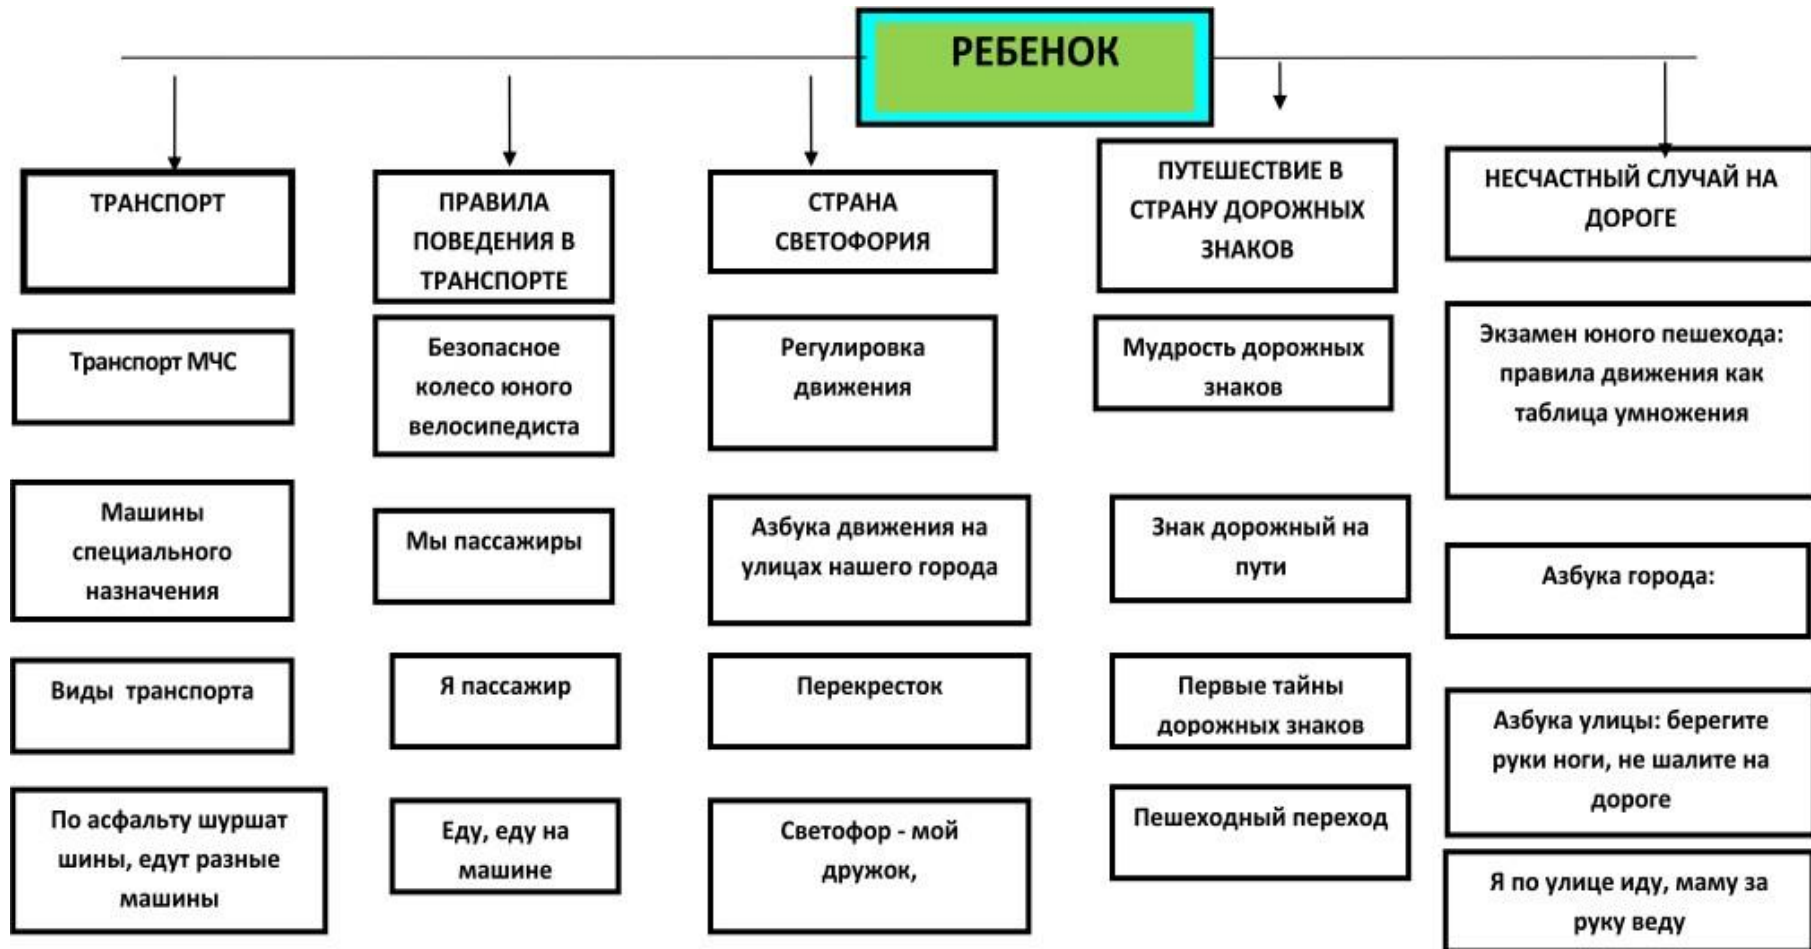 РЕБЕНОК
ТРАНСПОРТ
Транспорт МЧС
Машины
специального
назначения
Виды транспорта
По асфальту шуршат
шины, едут разные
машины
ПРАВИЛА
ПОВЕДЕНИЯ В
ТРАНСПОРТЕ
Безопасное
колесо юного
велосипедиста
Мы пассажиры
Я пассажир
Еду, еду на
машине
СТРАНА
СВЕТОФОРИЯ
Регулировка
движения
Азбука движения на
улицах нашего города
Перекресток
Светофор - мой
дружок,
ПУТЕШЕСТВИЕ В
СТРАНУ ДОРОЖНЫХ
ЗНАКОВ
Мудрость дорожных
знаков
Знак дорожный на
пути
Первые тайны
дорожных знаков
Пешеходный переход
НЕСЧАСТНЫЙ СЛУЧАЙ НА
ДОРОГЕ
Экзамен юного пешехода:
правила движения как
таблица умножения
Азбука города:
Азбука улицы: берегите
руки ноги, не шалите на
дороге
Я по улице иду, маму за
руку веду